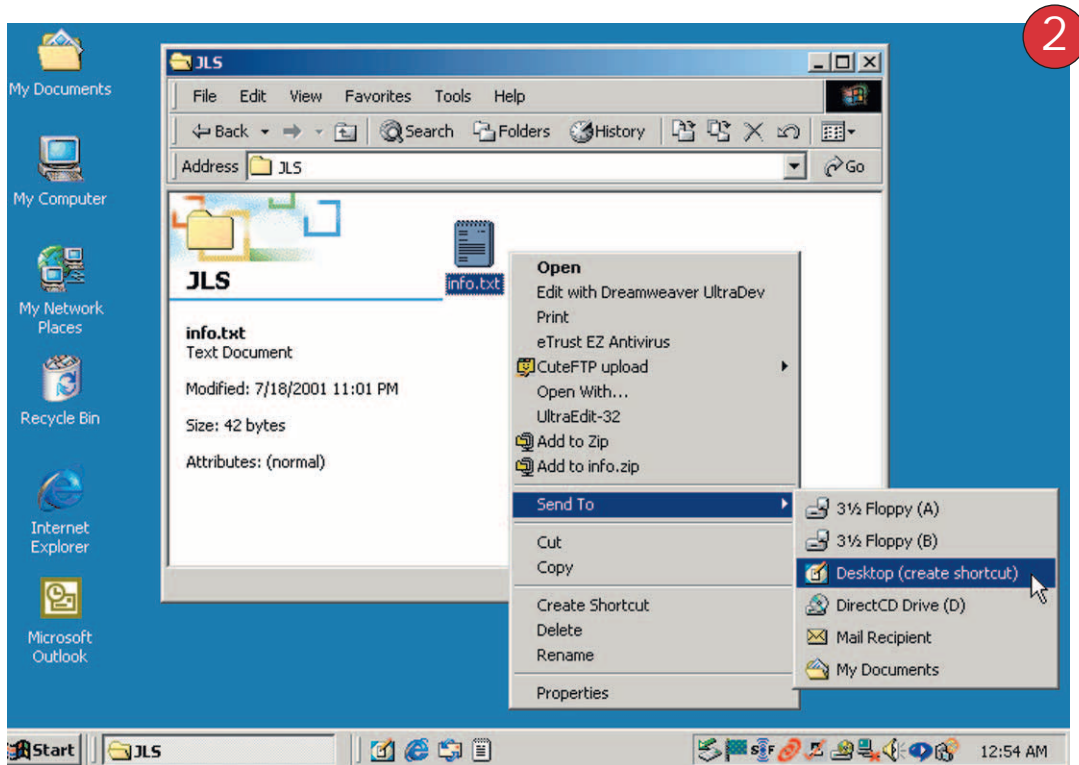 2
My Documents
My Computer
My Network
Places
Recycle Bin
Internet
Explorer
Microsoft
Outlook
JLS
File Edit View Favorites Tools Help
Back Search Folders History
Address JLS Go
JLS
info.txt
Text Document
Modified: 7/18/2001 11:01 PM
Size: 42 bytes
Attributes: (normal)
info.txt
Open
Edit with Dreamweaver UltraDev
Print
eTrust EZ Antivirus
CuteFTP upload
Open With...
UltraEdit-32
Add to Zip
Add to info.zip
Send To
Cut
Copy
Create Shortcut
Delete
Rename
Properties
3½ Floppy (A)
3½ Floppy (B)
Desktop (create shortcut)
DirectCD Drive (D)
Mail Recipient
My Documents
Start JLS 12:54 AM